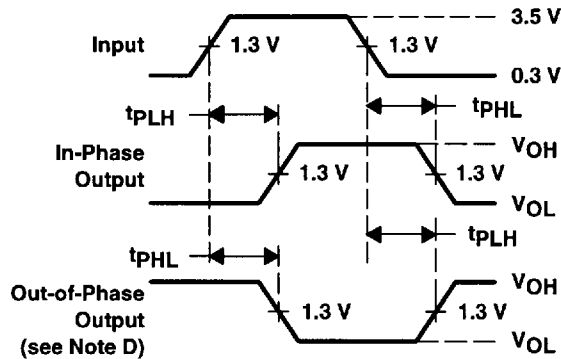 3.5 V
Input
1.3 V
1.3 V
0.3 V
tPLH
tPHL
In-Phase
Output
VOH
1.3 V
1.3 V
VOL
tPHL
tPLH
Out-of-Phase
Output
(see Note D)
VOH
1.3 V
1.3 V
VOL